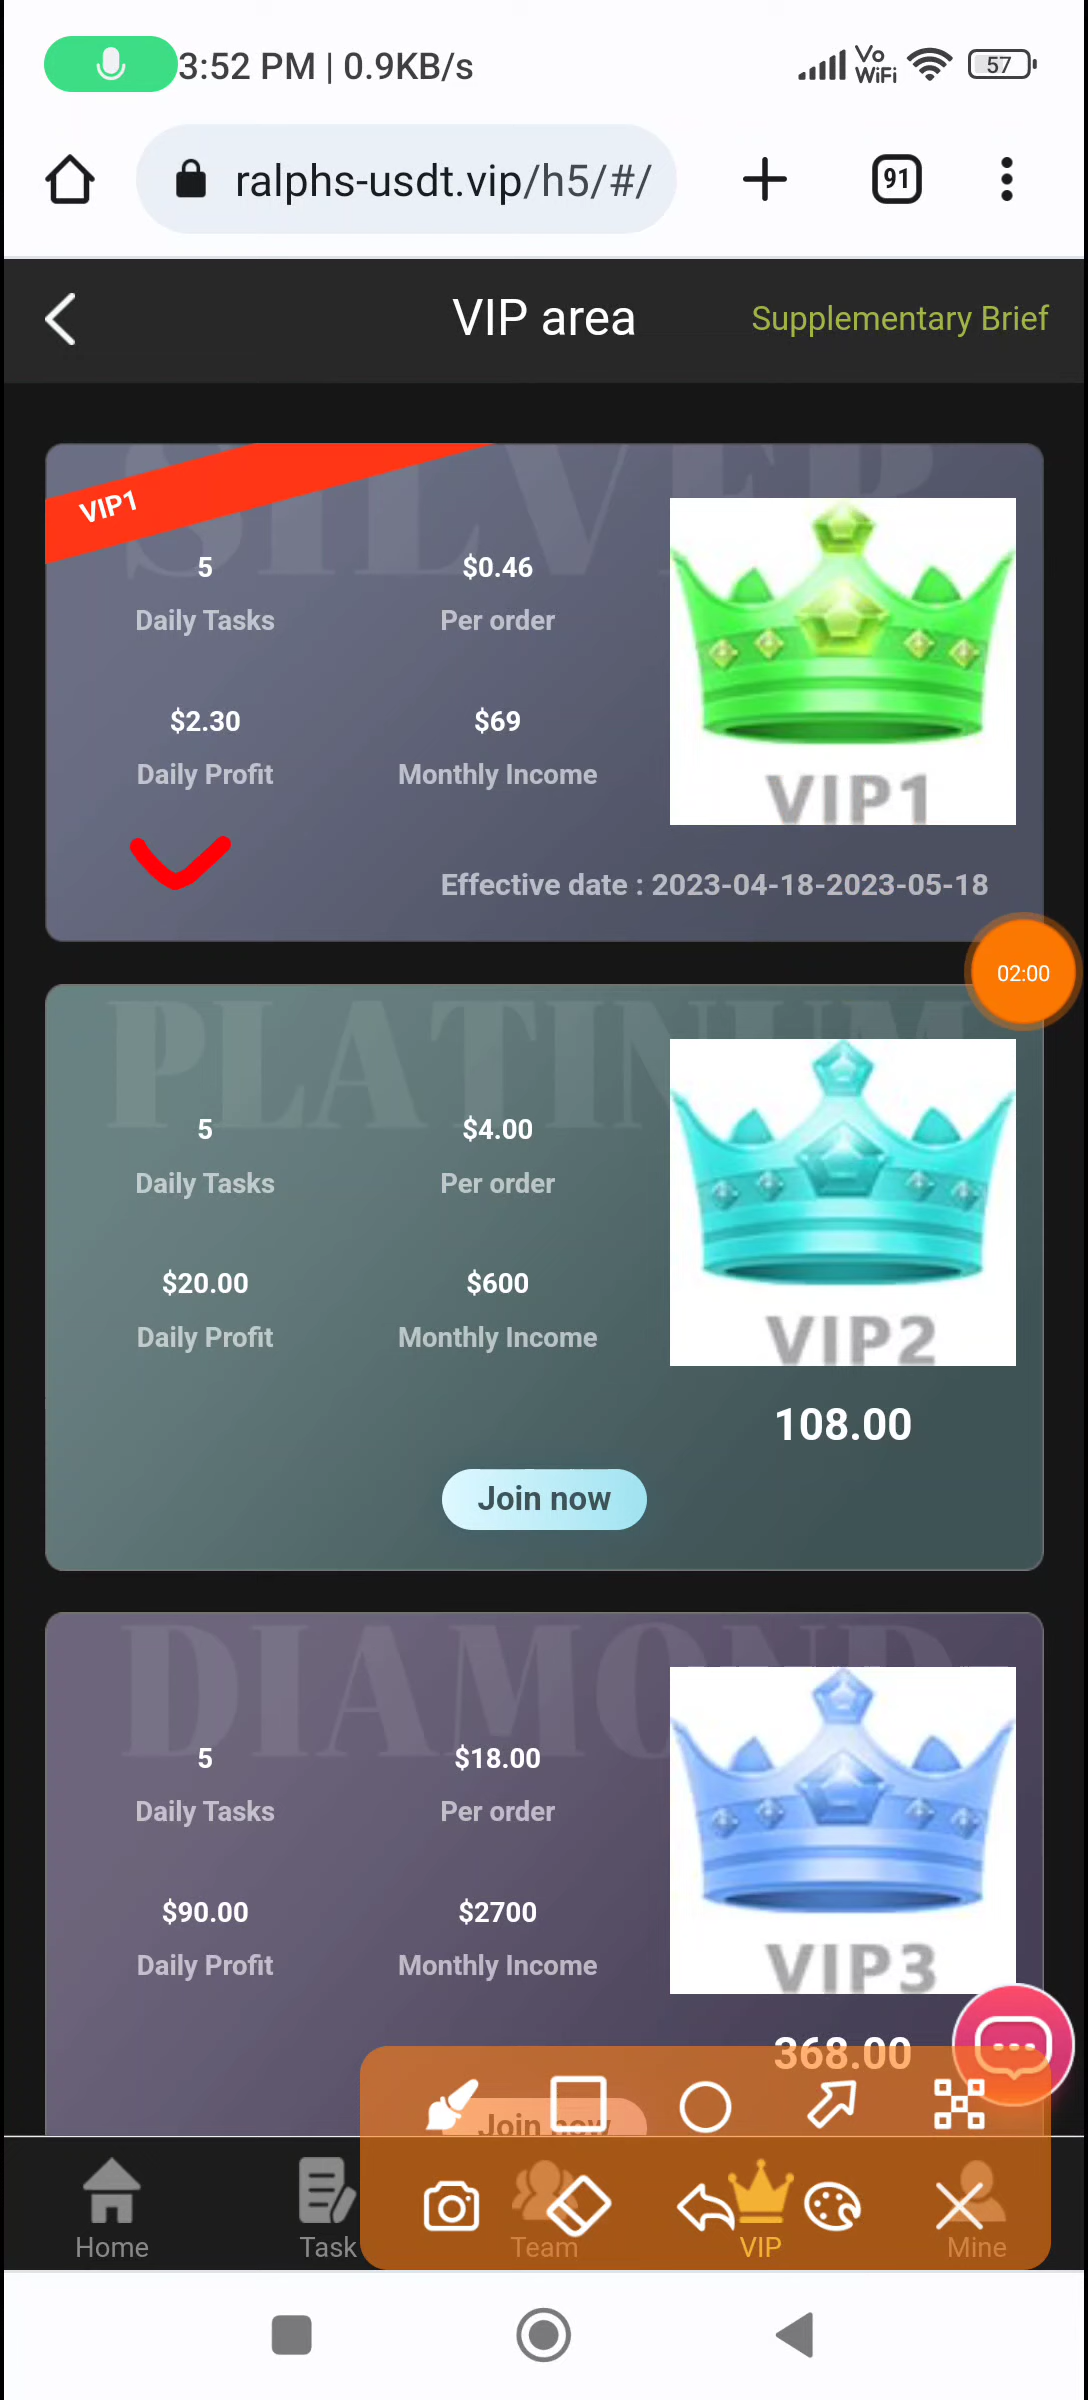 3:52 PM | 0.9KB/s
Vo
WiFi
57
ralphs-usdt.vip/h5/#/
91
VIP area
Supplementary Brief
SILVER
VIP1
5
$0.46
Daily Tasks
Per order
$2.30
$69
Daily Profit
Monthly Income
VIP1
Effective date : 2023-04-18-2023-05-18
02:00
PLATINUM
5
$4.00
Daily Tasks
Per order
$20.00
$600
Daily Profit
Monthly Income
VIP2
108.00
Join now
DIAMOND
5
$18.00
Daily Tasks
Per order
$90.00
$2700
Daily Profit
Monthly Income
VIP3
368.00
Join now
Home
Task
Team
VIP
Mine